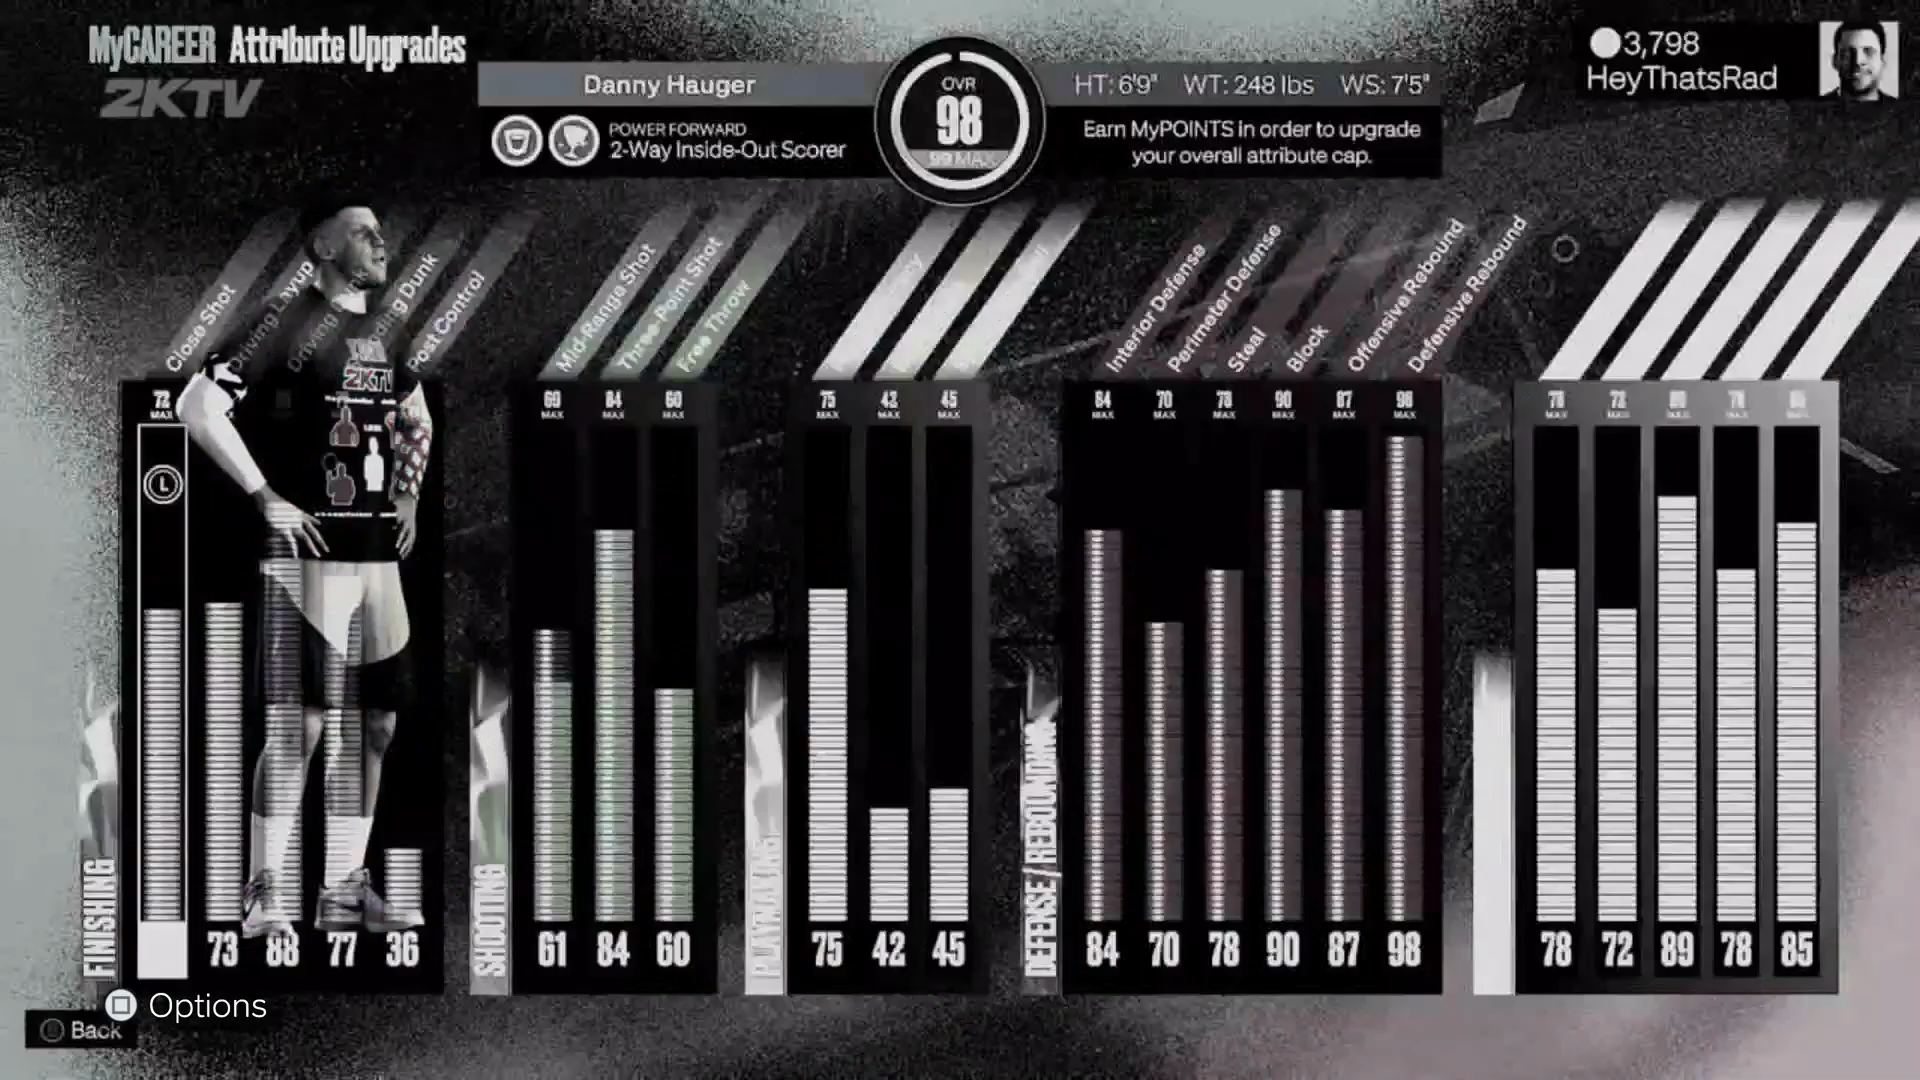 MyCAREER Attribute Upgrades
2KTV
Danny Hauger
POWER FORWARD
2-Way Inside-Out Scorer
OVR
98
99 MAX
HT: 6'9" WT: 248 lbs WS: 7'5"
Earn MyPOINTS in order to upgrade
your overall attribute cap.
3,798
HeyThatsRad
Close Shot
Driving Layup
Driving
Post Control
Mid-Range Shot
Three-Point Shot
Free Throw
Interior Defense
Perimeter Defense
Steal
Block
Offensive Rebound
Defensive Rebound
72 MAX
69 MAX 84 MAX 60 MAX
75 MAX 42 MAX 45 MAX
84 MAX 70 MAX 78 MAX 90 MAX 87 MAX 98 MAX
L
2KTV
FINISHING
73 88 77 36
SHOOTING
61 84 60
PLAYMAKING
75 42 45
DEFENSE/REBOUNDING
84 70 78 90 87 98
78 72 89 78 85
Options
Back